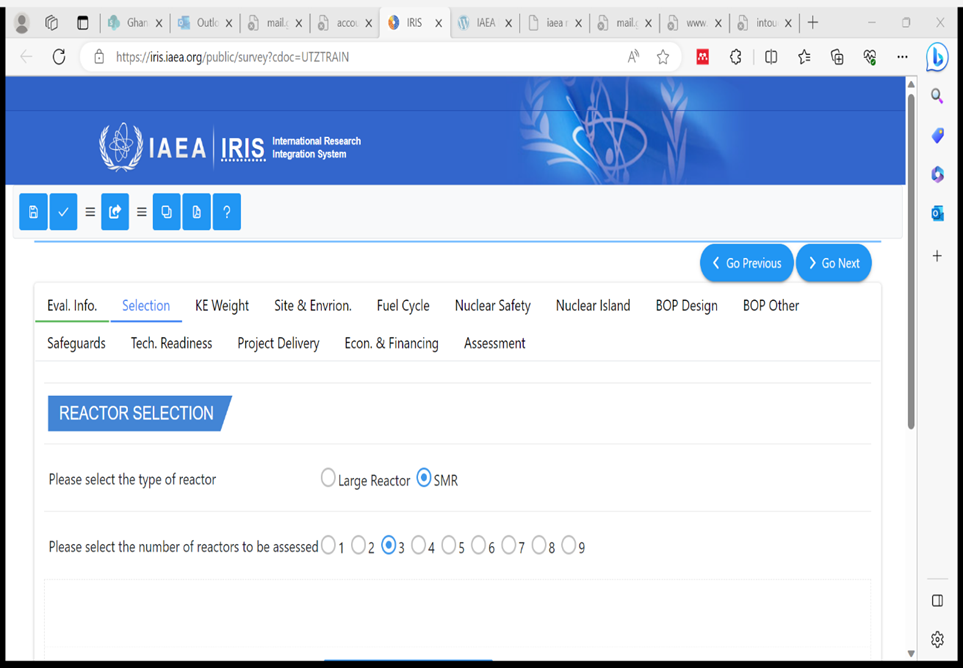 Ghan
Outlo
mail.
accou
IRIS
IAEA
iaea
mail.
www.
intou
https://iris.iaea.org/public/survey?cdoc=UTZTRAIN
IAEA IRIS International Research
Integration System
Go Previous
Go Next
Eval. Info. Selection KE Weight Site & Envrion. Fuel Cycle Nuclear Safety Nuclear Island BOP Design BOP Other
Safeguards Tech. Readiness Project Delivery Econ. & Financing Assessment
REACTOR SELECTION
Please select the type of reactor Large Reactor SMR
Please select the number of reactors to be assessed 1 2 3 4 5 6 7 8 9